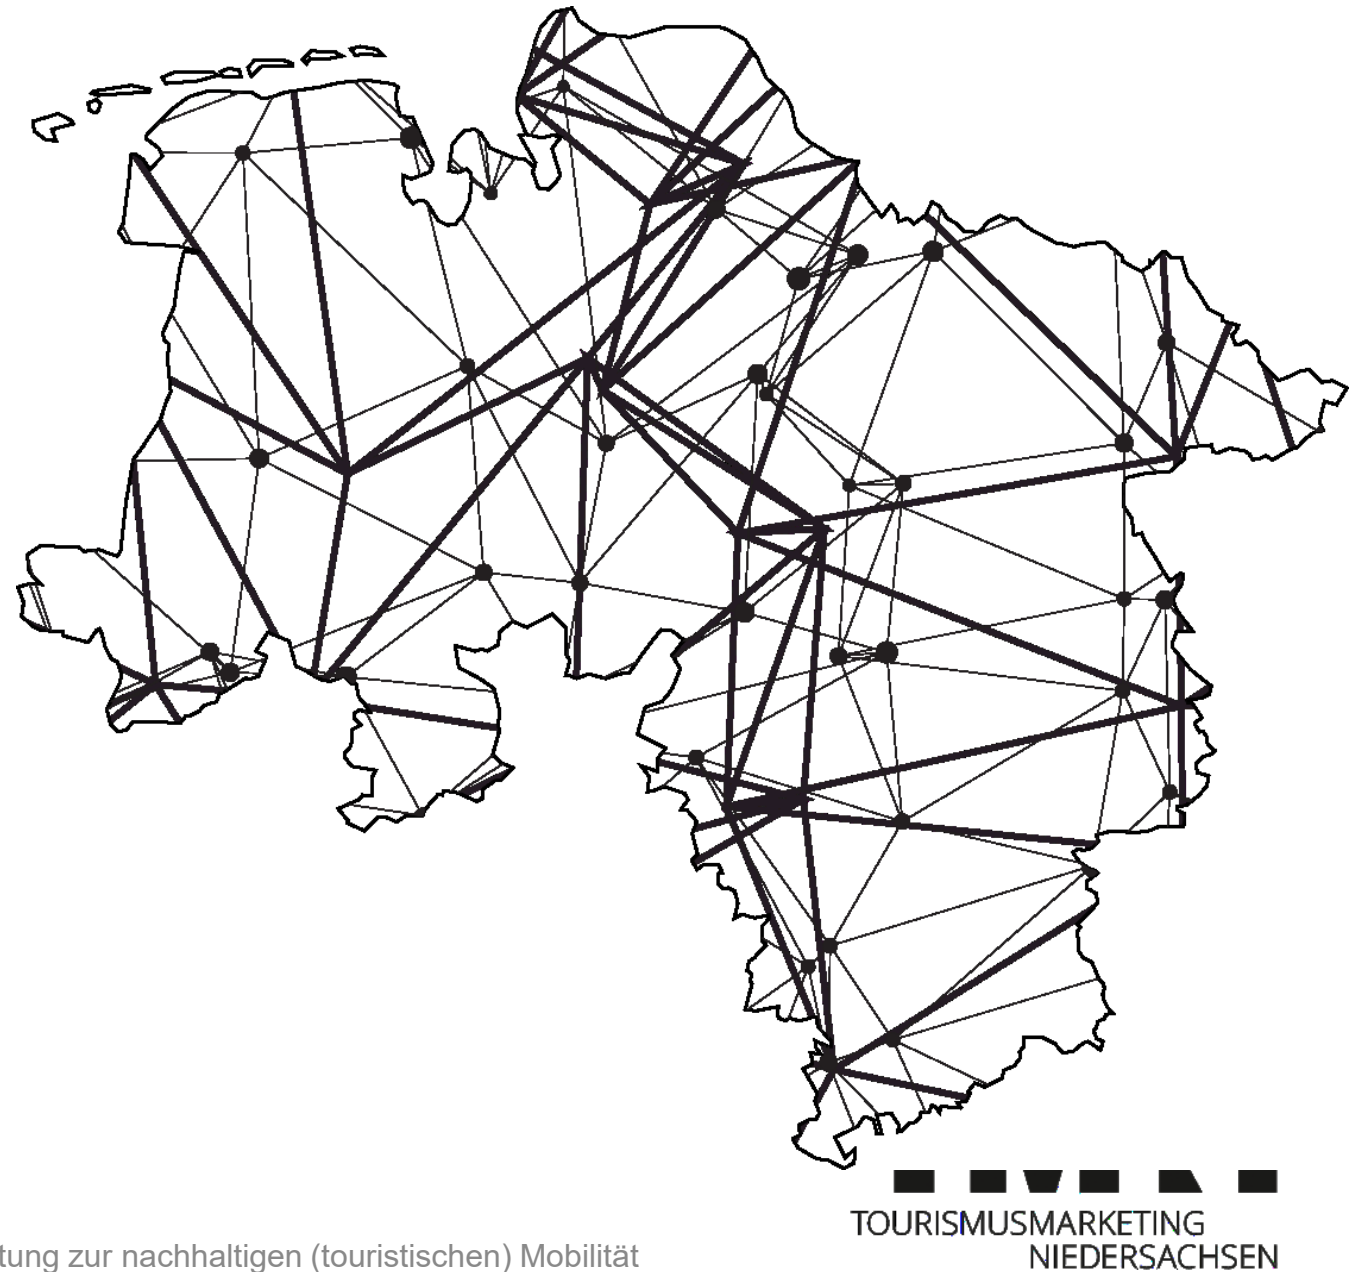 TOURISMUSMARKETING
NIEDERSACHSEN
tung zur nachhaltigen (touristischen) Mobilität